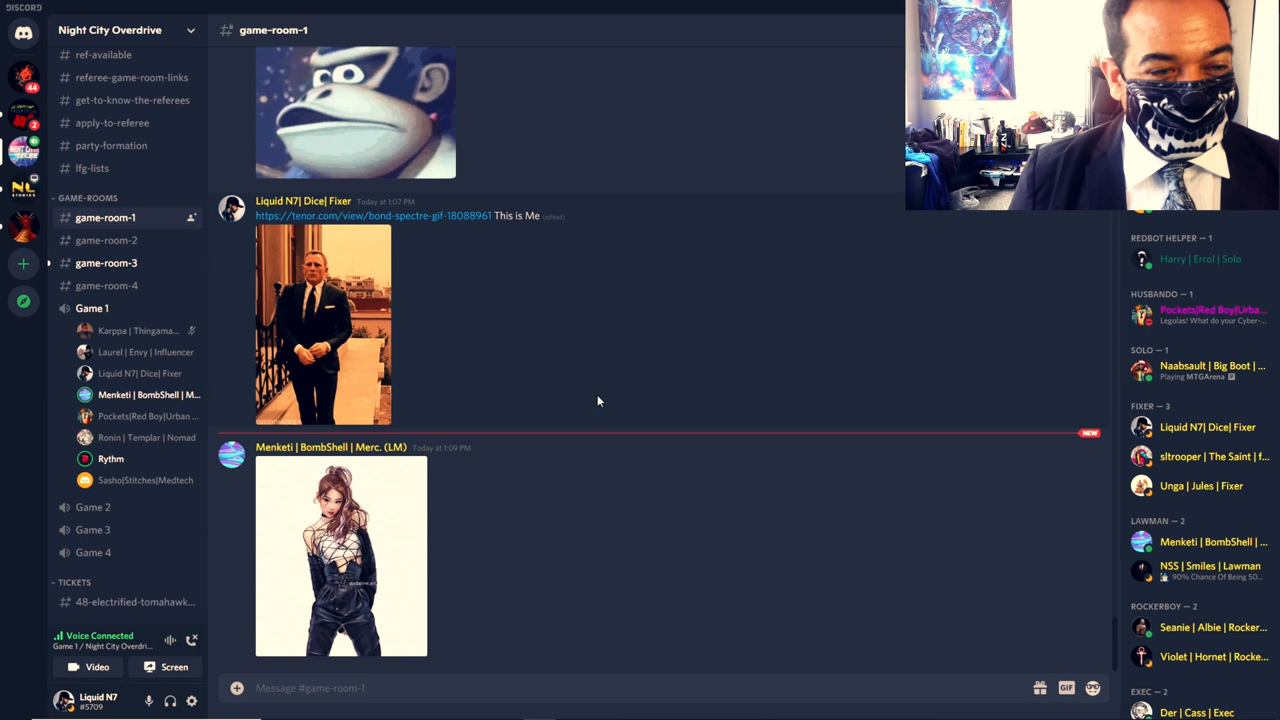 DISCORD
44
2
NL
STORIES
Night City Overdrive
# ref-available
# referee-game-room-links
# get-to-know-the-referees
# apply-to-referee
# party-formation
# lfg-lists
GAME-ROOMS
# game-room-1
# game-room-2
# game-room-3
# game-room-4
Game 1
Karppa | Thingama...
Laurel | Envy | Influencer
Liquid N7| Dice| Fixer
Menketi | BombShell | M...
Pockets|Red Boy|Urban ...
Ronin | Templar | Nomad
Rythm
Sasho|Stitches|Medtech
Game 2
Game 3
Game 4
TICKETS
# 48-electrified-tomahawk...
Voice Connected
Game 1 / Night City Overdri...
Video
Screen
Liquid N7
#5709
# game-room-1
Liquid N7| Dice| Fixer Today at 1:07 PM
https://tenor.com/view/bond-spectre-gif-18088961 This is Me (edited)
NEW
Menketi | BombShell | Merc. (LM) Today at 1:09 PM
Message #game-room-1
GIF
REDBOT HELPER — 1
Harry | Errol | Solo
HUSBANDO — 1
Pockets|Red Boy|Urba...
Legolas! What do your Cyber-...
SOLO — 1
Naabsault | Big Boot | ...
Playing MTGArena
FIXER — 3
Liquid N7| Dice| Fixer
sltrooper | The Saint | f...
Unga | Jules | Fixer
LAWMAN — 2
Menketi | BombShell | ...
NSS | Smiles | Lawman
90% Chance Of Being 50...
ROCKERBOY — 2
Seanie | Albie | Rocker...
Violet | Hornet | Rocke...
EXEC — 2
Der | Cass | Exec